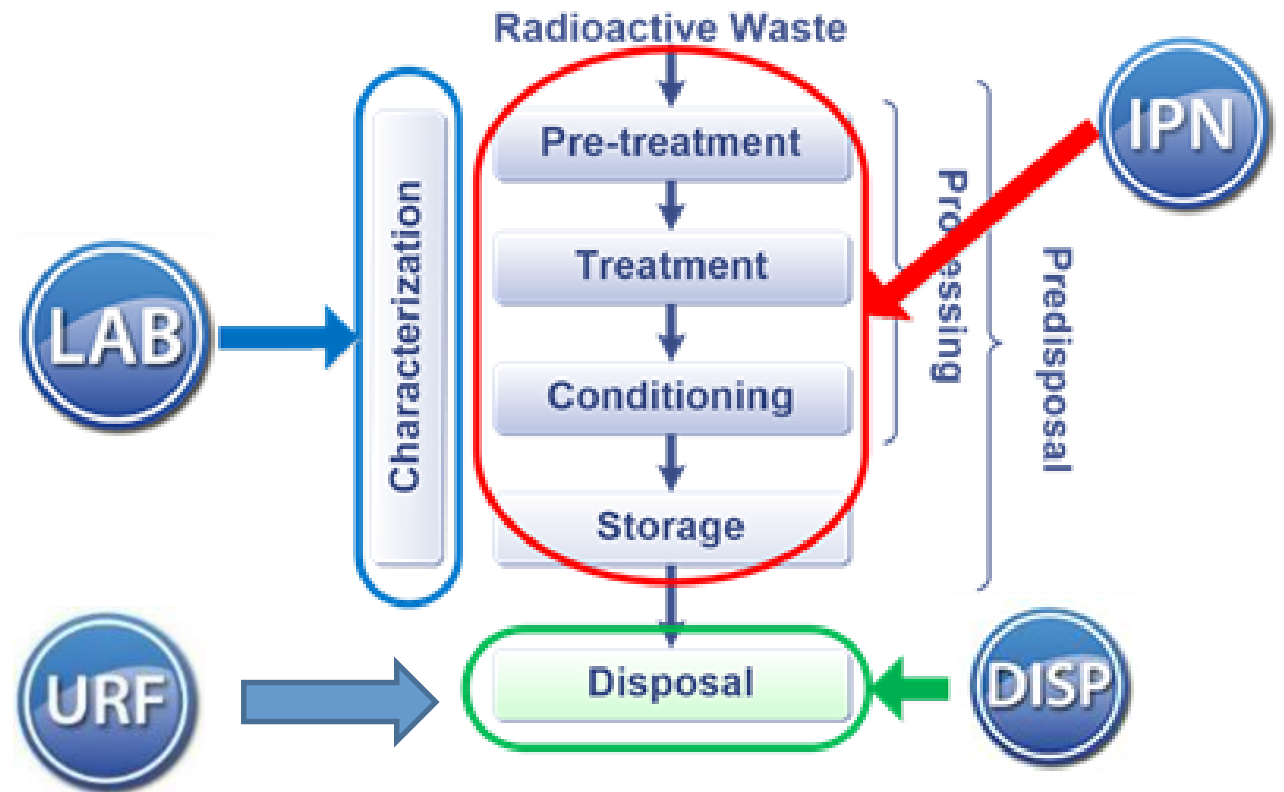 Radioactive Waste
IPN
Pre-treatment
Characterization
Treatment
Processing
Predisposal
LAB
Conditioning
Storage
URF
Disposal
DISP